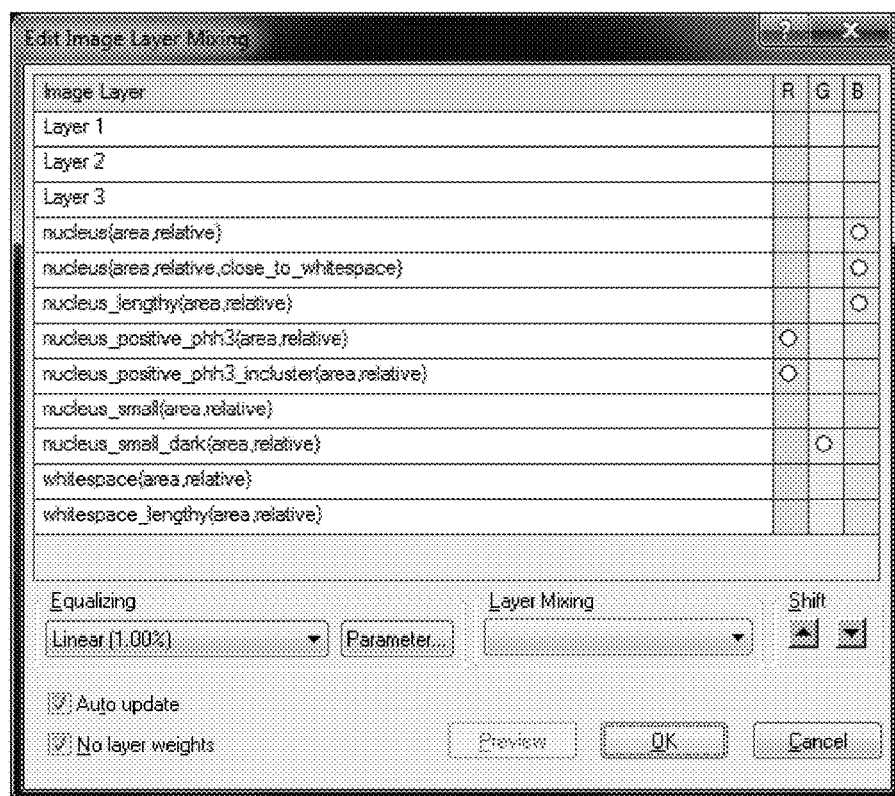 Edit Image Layer Mixing ? X
Image Layer R G B
Layer 1
Layer 2
Layer 3
nucleus(area,relative)
nucleus(area,relative,close_to_whitespace)
nucleus_lengthy(area,relative)
nucleus_positive_phh3(area,relative)
nucleus_positive_phh3_incluster(area,relative)
nucleus_small(area,relative)
nucleus_small_dark(area,relative)
whitespace(area,relative)
whitespace_lengthy(area,relative)
Equalizing Layer Mixing Shift
Linear (1.00%) Parameter...
Auto update
No layer weights Preview OK Cancel